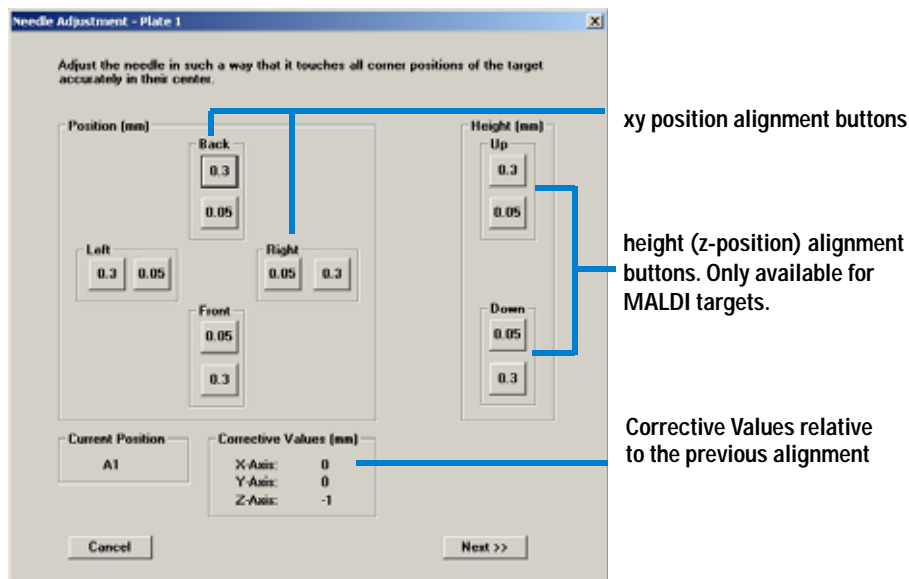 Needle Adjustment - Plate 1
Adjust the needle in such a way that it touches all corner positions of the target
accurately in their center.
Position (mm)
Back
0.3
0.05
Left
0.3 0.05
Right
0.05 0.3
Front
0.05
0.3
Height (mm)
Up
0.3
0.05
Down
0.05
0.3
xy position alignment buttons
height (z-position) alignment
buttons. Only available for
MALDI targets.
Current Position
A1
Corrective Values (mm)
X-Axis: 0
Y-Axis: 0
Z-Axis: -1
Corrective Values relative
to the previous alignment
Cancel
Next >>